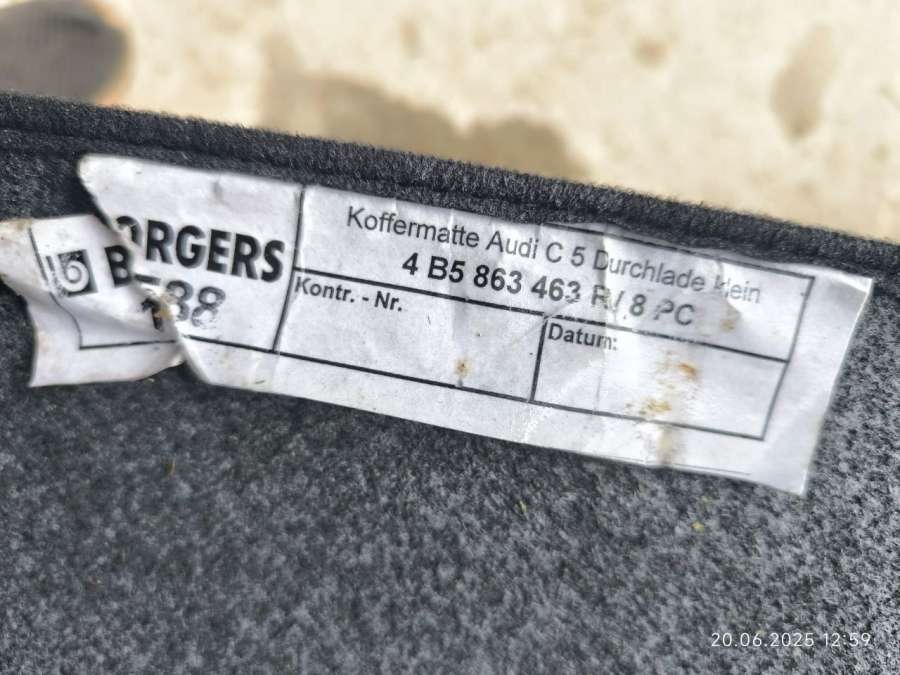 BORGERS
Koffermatte Audi C 5 Durchlade klein
4 B5 863 463 R / 8 PC
Kontr. - Nr.
Datum:
20.06.2025 12:59